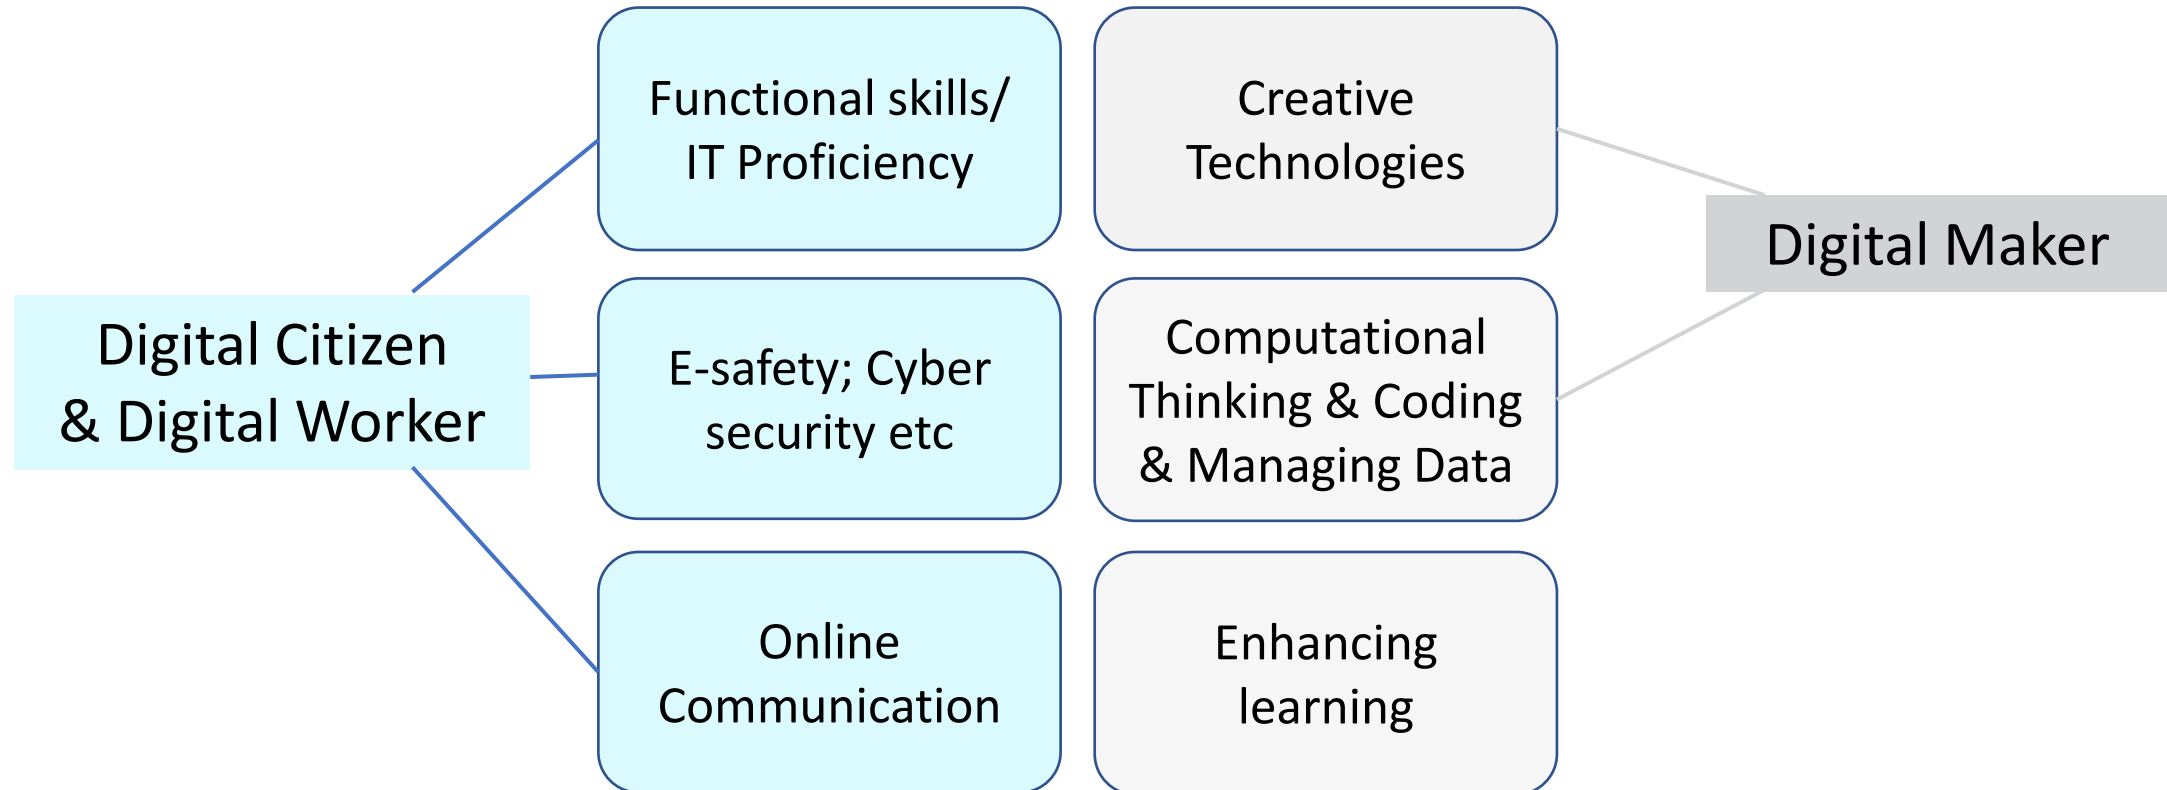 Functional skills/
IT Proficiency
Creative
Technologies
Digital Maker
Digital Citizen
& Digital Worker
E-safety; Cyber
security etc
Computational
Thinking & Coding
& Managing Data
Online
Communication
Enhancing
learning